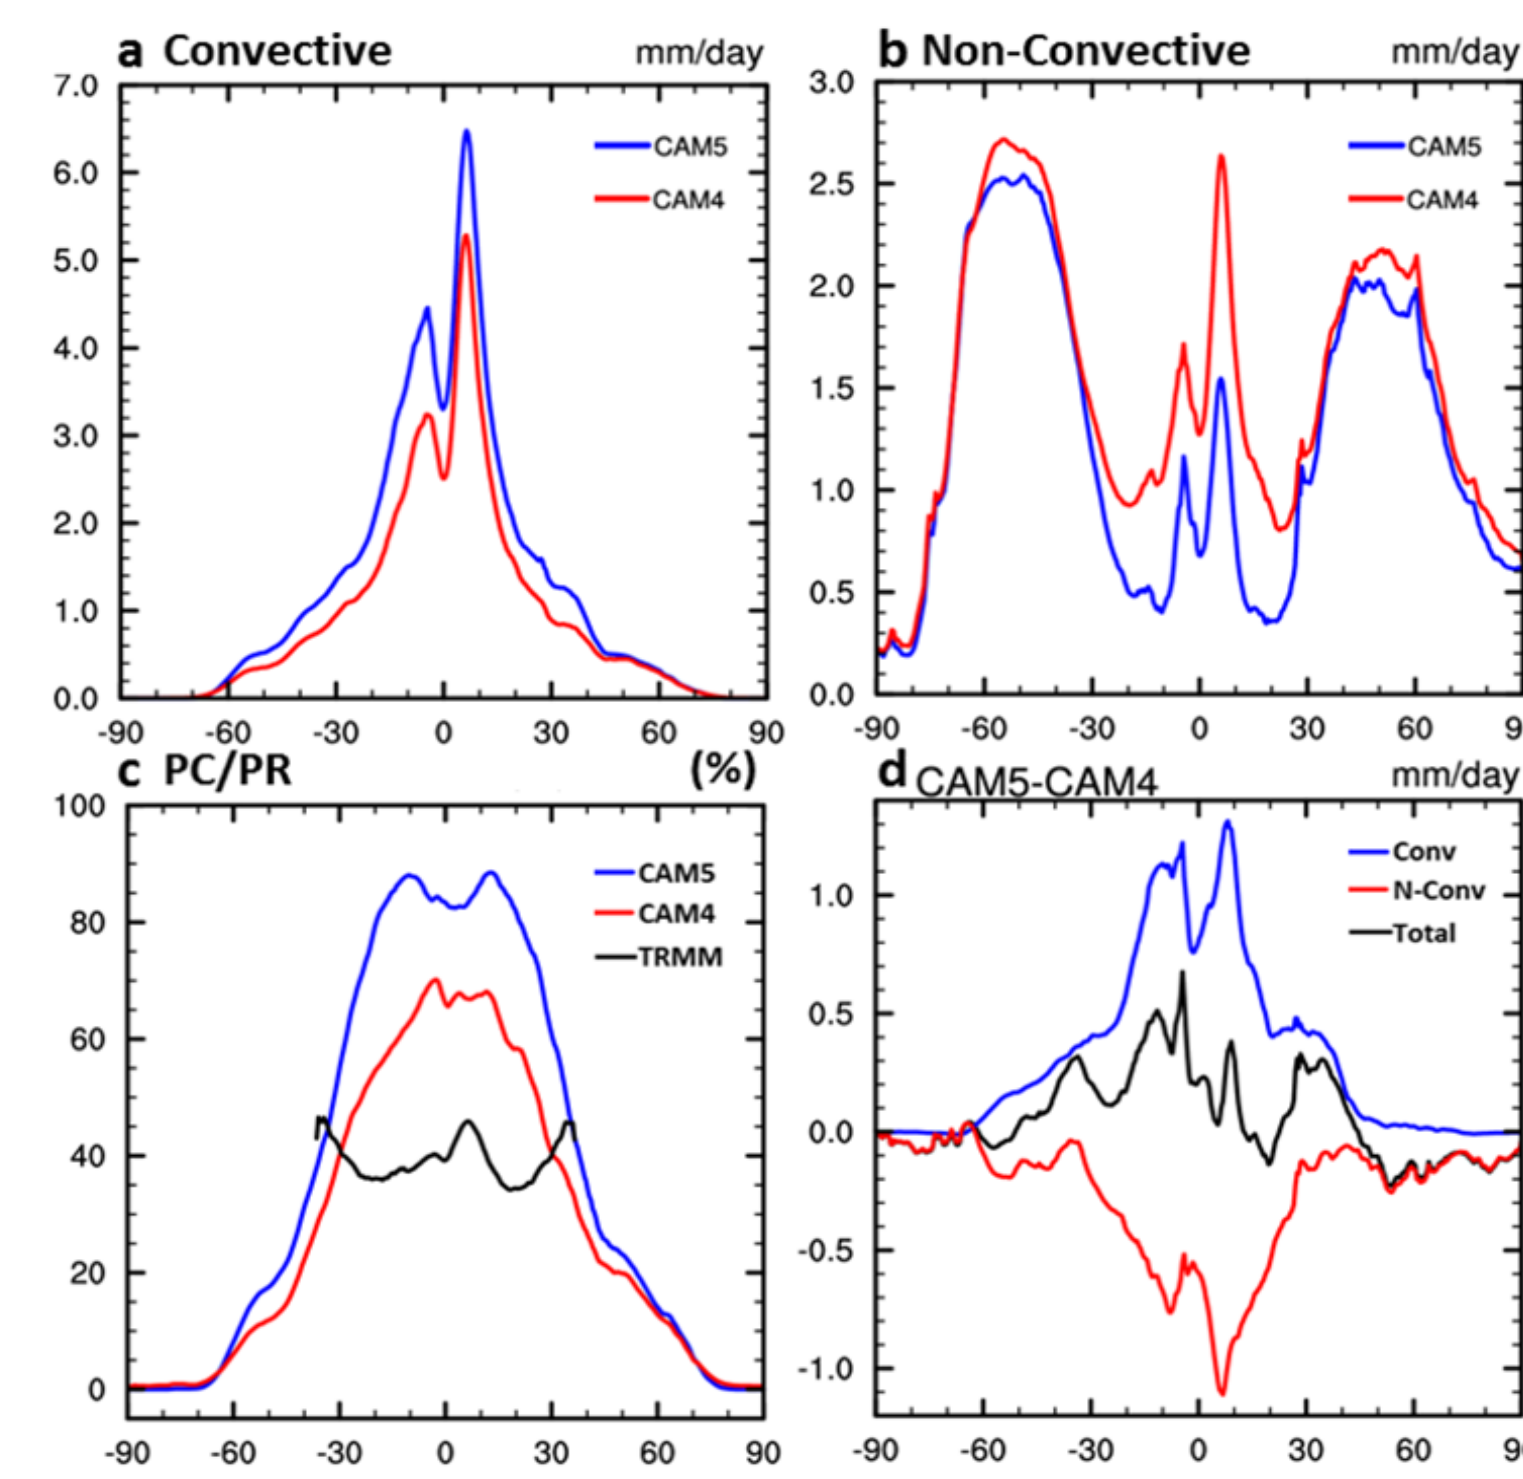 a Convective mm/day
7.0
6.0
5.0
4.0
3.0
2.0
1.0
0.0
-90 -60 -30 0 30 60 90
CAM5
CAM4
b Non-Convective mm/day
3.0
2.5
2.0
1.5
1.0
0.5
0.0
-90 -60 -30 0 30 60 9
CAM5
CAM4
c PC/PR (%)
100
80
60
40
20
0
-90 -60 -30 0 30 60 90
CAM5
CAM4
TRMM
d CAM5-CAM4 mm/day
1.0
0.5
0.0
-0.5
-1.0
-90 -60 -30 0 30 60
Conv
N-Conv
Total